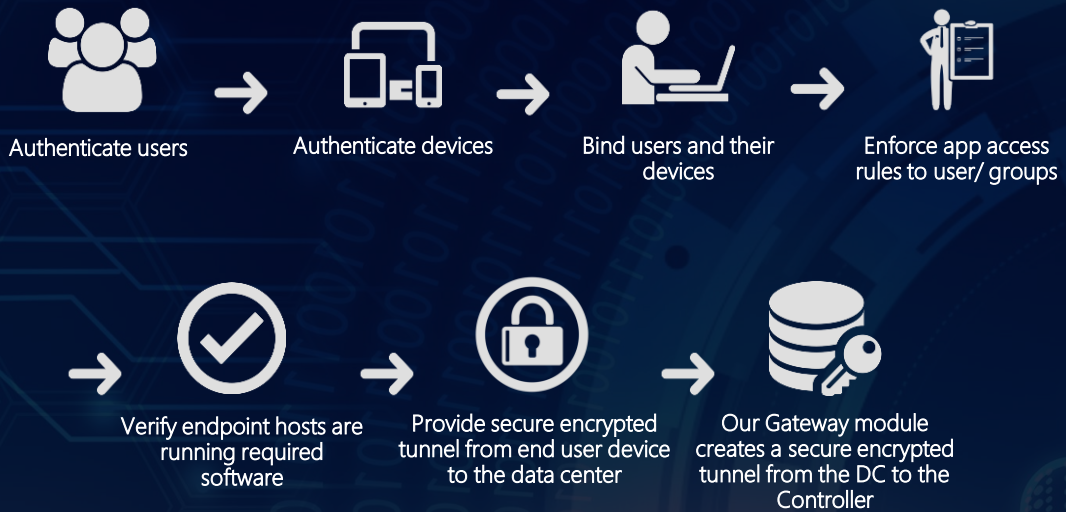 Authenticate users
Authenticate devices
Bind users and their
devices
Enforce app access
rules to user/ groups
Verify endpoint hosts are
running required
software
Provide secure encrypted
tunnel from end user device
to the data center
Our Gateway module
creates a secure encrypted
tunnel from the DC to the
Controller